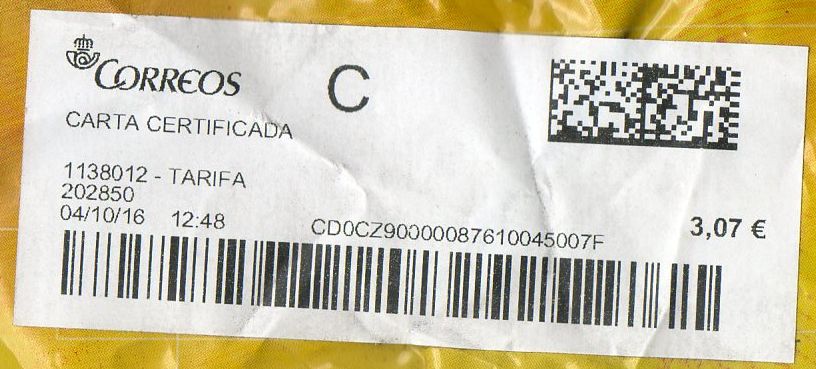 CORREOS
C
CARTA CERTIFICADA
1138012 - TARIFA
202850
04/10/16 12:48
CD0CZ90000087610045007F
3,07 €